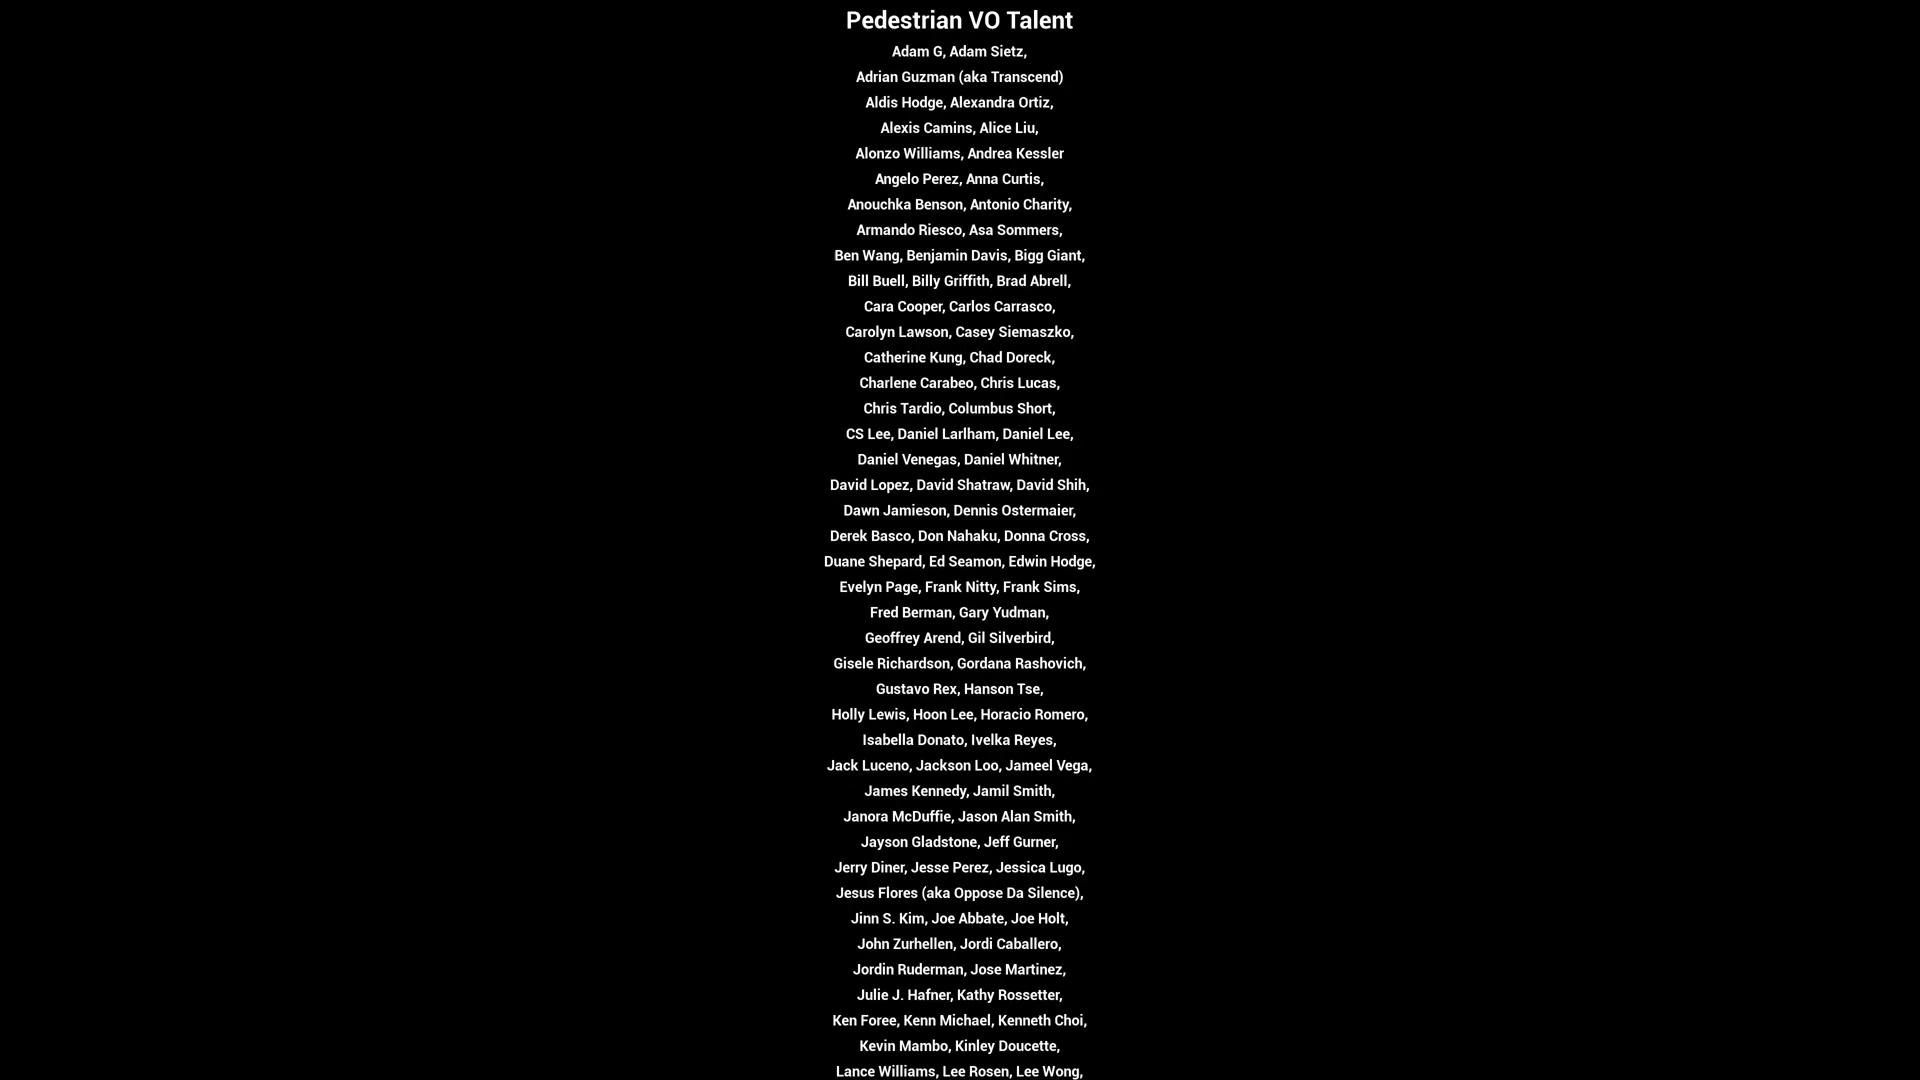 Pedestrian VO Talent
Adam G, Adam Sietz,
Adrian Guzman (aka Transcend)
Aldis Hodge, Alexandra Ortiz,
Alexis Camins, Alice Liu,
Alonzo Williams, Andrea Kessler
Angelo Perez, Anna Curtis,
Anouchka Benson, Antonio Charity,
Armando Riesco, Asa Sommers,
Ben Wang, Benjamin Davis, Bigg Giant,
Bill Buell, Billy Griffith, Brad Abrell,
Cara Cooper, Carlos Carrasco,
Carolyn Lawson, Casey Siemaszko,
Catherine Kung, Chad Doreck,
Charlene Carabeo, Chris Lucas,
Chris Tardio, Columbus Short,
CS Lee, Daniel Larlham, Daniel Lee,
Daniel Venegas, Daniel Whitner,
David Lopez, David Shatraw, David Shih,
Dawn Jamieson, Dennis Ostermaier,
Derek Basco, Don Nahaku, Donna Cross,
Duane Shepard, Ed Seamon, Edwin Hodge,
Evelyn Page, Frank Nitty, Frank Sims,
Fred Berman, Gary Yudman,
Geoffrey Arend, Gil Silverbird,
Gisele Richardson, Gordana Rashovich,
Gustavo Rex, Hanson Tse,
Holly Lewis, Hoon Lee, Horacio Romero,
Isabella Donato, Ivelka Reyes,
Jack Luceno, Jackson Loo, Jameel Vega,
James Kennedy, Jamil Smith,
Janora McDuffie, Jason Alan Smith,
Jayson Gladstone, Jeff Gurner,
Jerry Diner, Jesse Perez, Jessica Lugo,
Jesus Flores (aka Oppose Da Silence),
Jinn S. Kim, Joe Abbate, Joe Holt,
John Zurhellen, Jordi Caballero,
Jordin Ruderman, Jose Martinez,
Julie J. Hafner, Kathy Rossetter,
Ken Foree, Kenn Michael, Kenneth Choi,
Kevin Mambo, Kinley Doucette,
Lance Williams, Lee Rosen, Lee Wong,